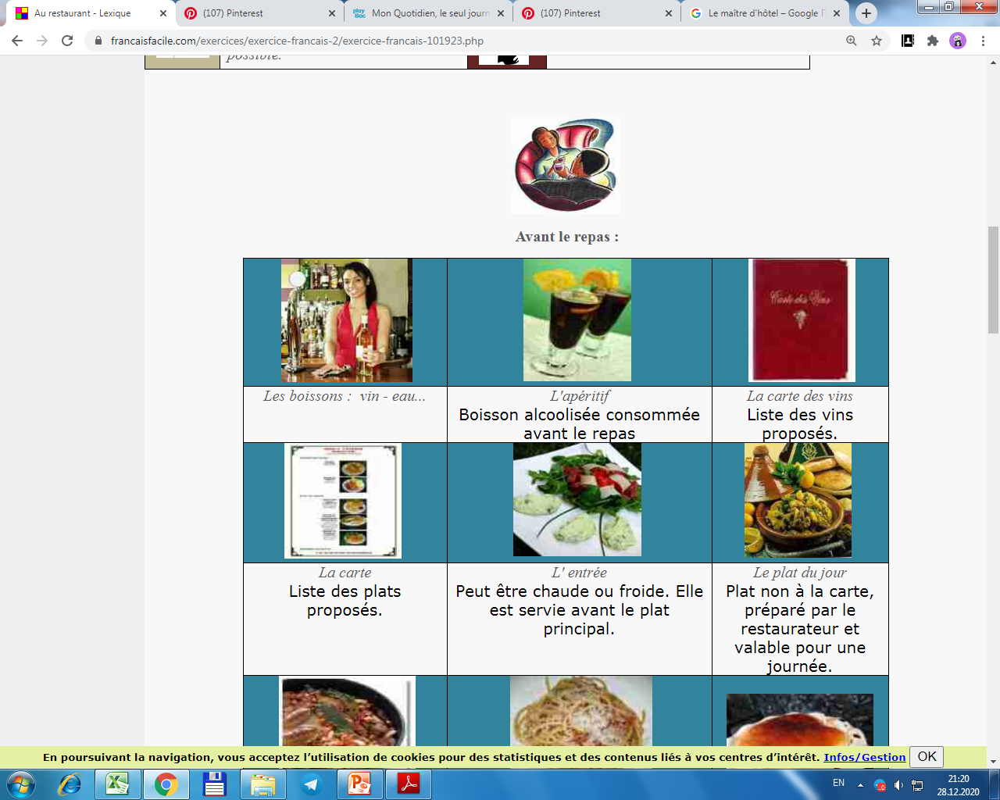 Au restaurant - Lexique
(107) Pinterest
Mon Quotidien, le seul journ
(107) Pinterest
Le maître d'hôtel – Google П
francaisfacile.com/exercices/exercice-francais-2/exercice-francais-101923.php
possible.
Avant le repas :
Carte des Vins
Les boissons :  vin - eau...
L'apéritif
Boisson alcoolisée consommée
avant le repas
La carte des vins
Liste des vins
proposés.
La carte
Liste des plats
proposés.
L' entrée
Peut être chaude ou froide. Elle
est servie avant le plat
principal.
Le plat du jour
Plat non à la carte,
préparé par le
restaurateur et
valable pour une
journée.
En poursuivant la navigation, vous acceptez l’utilisation de cookies pour des statistiques et des contenus liés à vos centres d’intérêt. Infos/Gestion OK
EN
21:20
28.12.2020